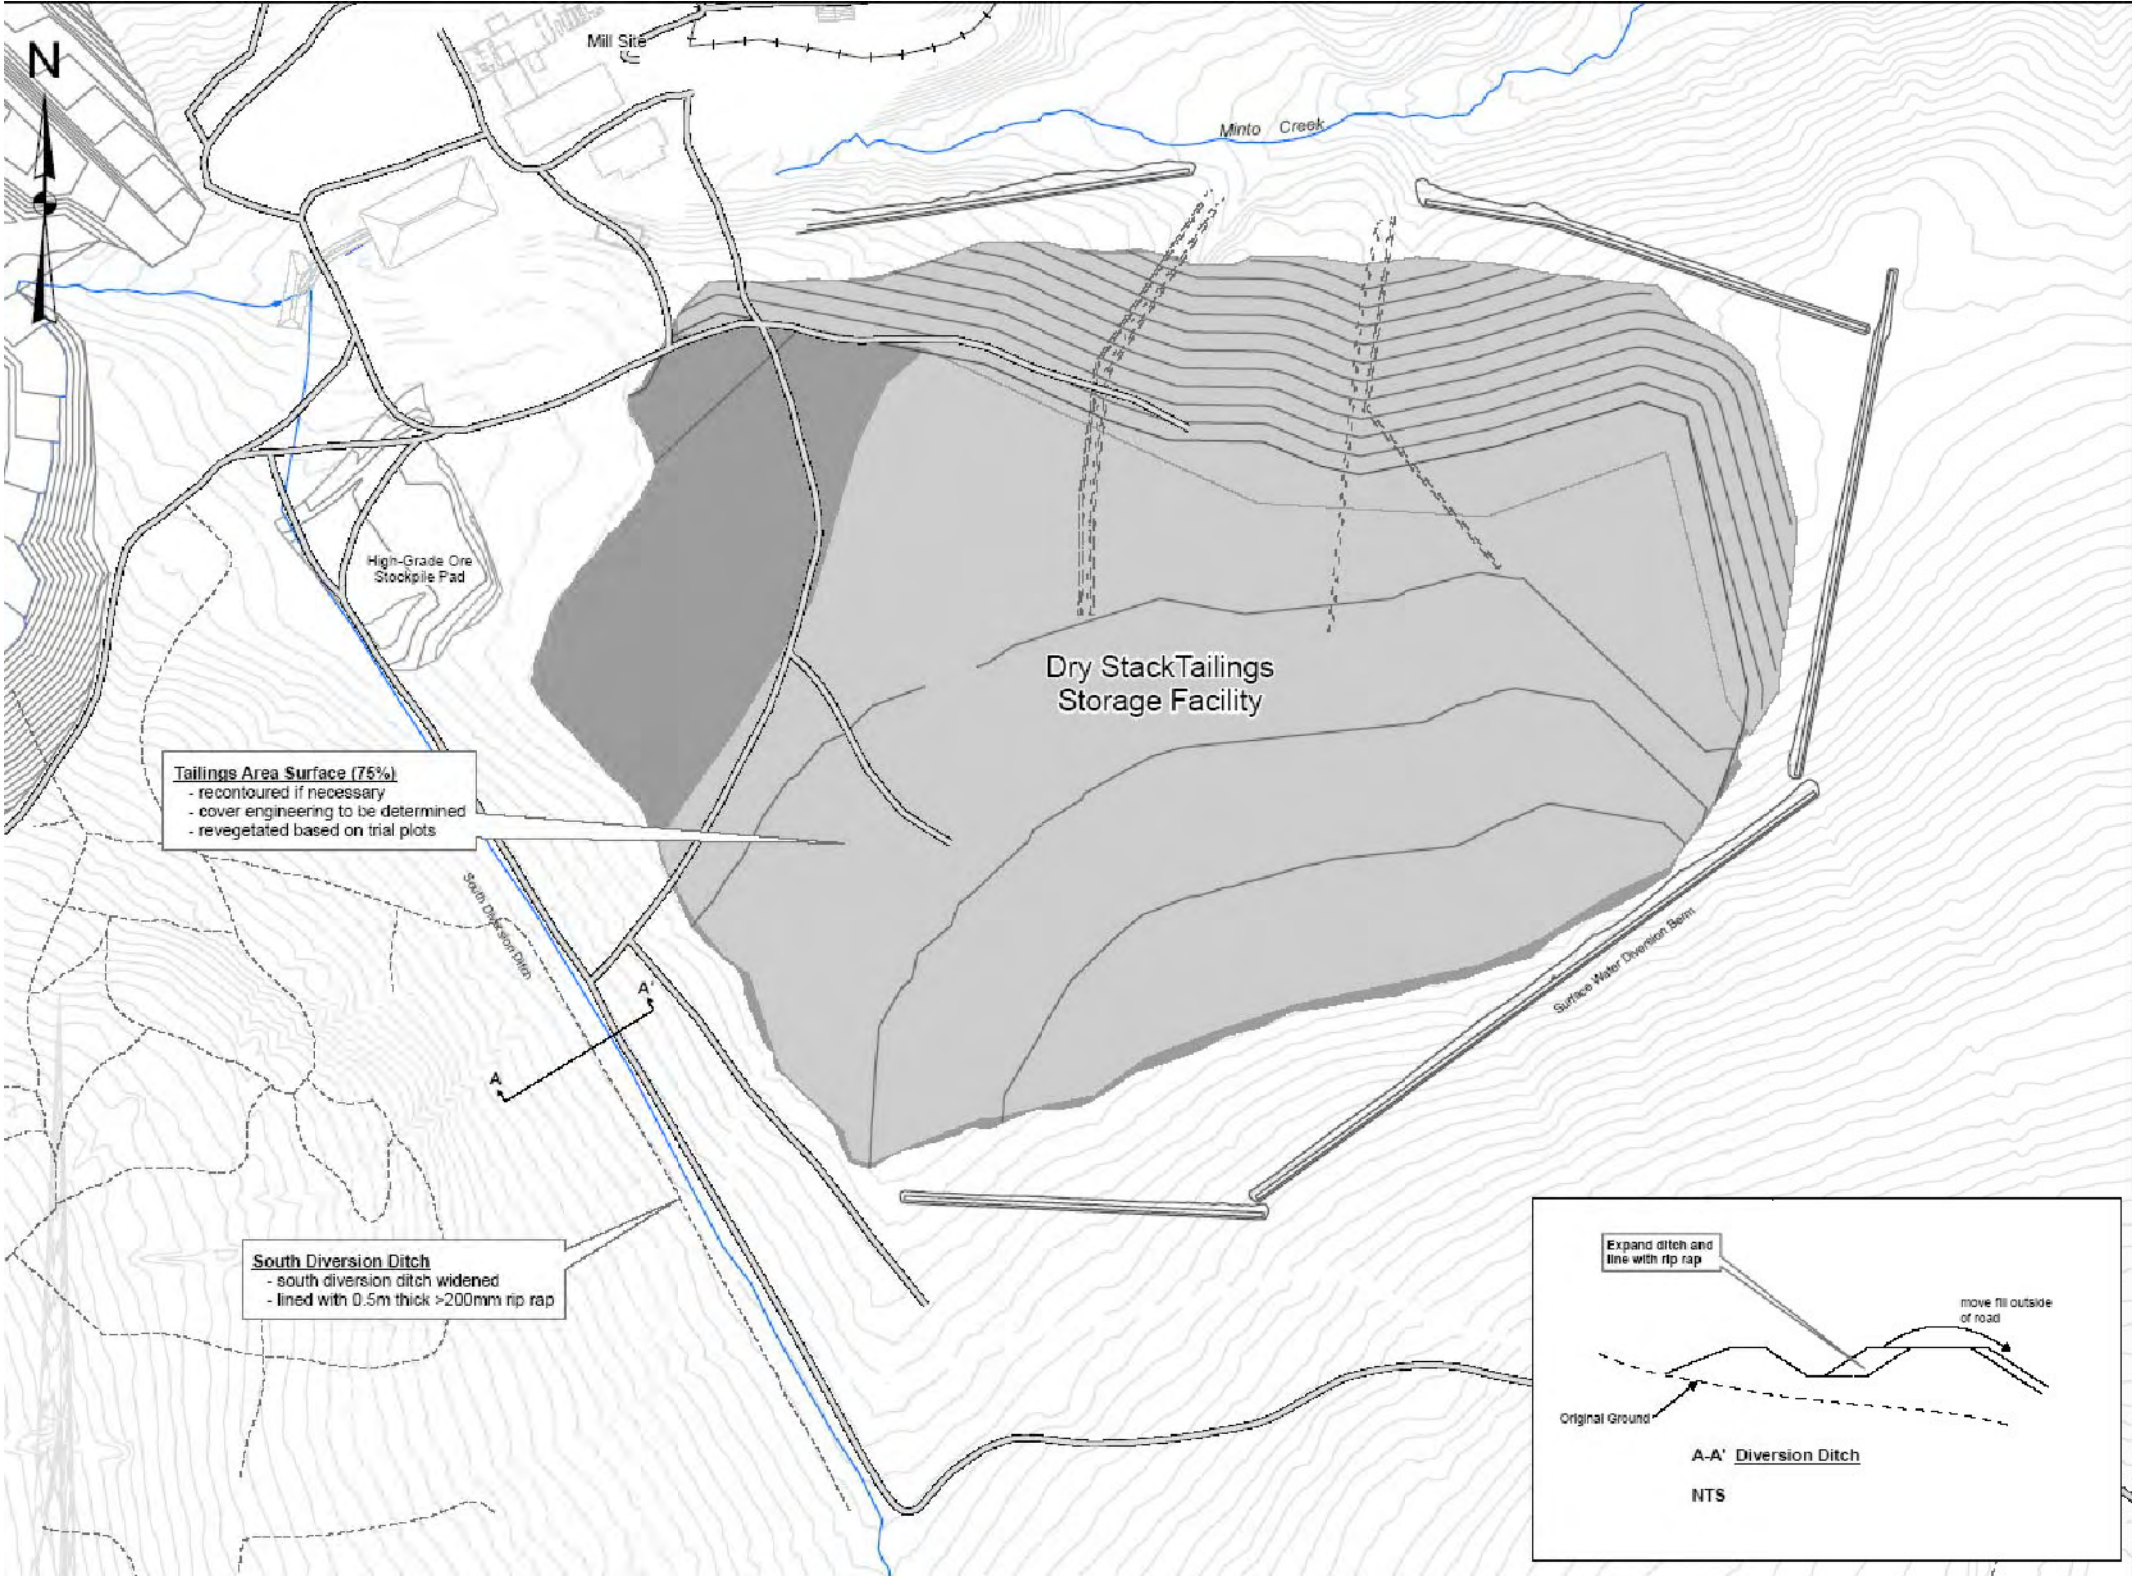 N
Mill Site
Minto Creek
High-Grade Ore
Stockpile Pad
Dry StackTailings
Storage Facility
Tailings Area Surface (75%)
- recontoured if necessary
- cover engineering to be determined
- revegetated based on trial plots
South Diversion Ditch
A'
A
Surface Water Diversion Berm
South Diversion Ditch
- south diversion ditch widened
- lined with 0.5m thick >200mm rip rap
Expand ditch and
line with rip rap
move fill outside
of road
Original Ground
A-A' Diversion Ditch
NTS